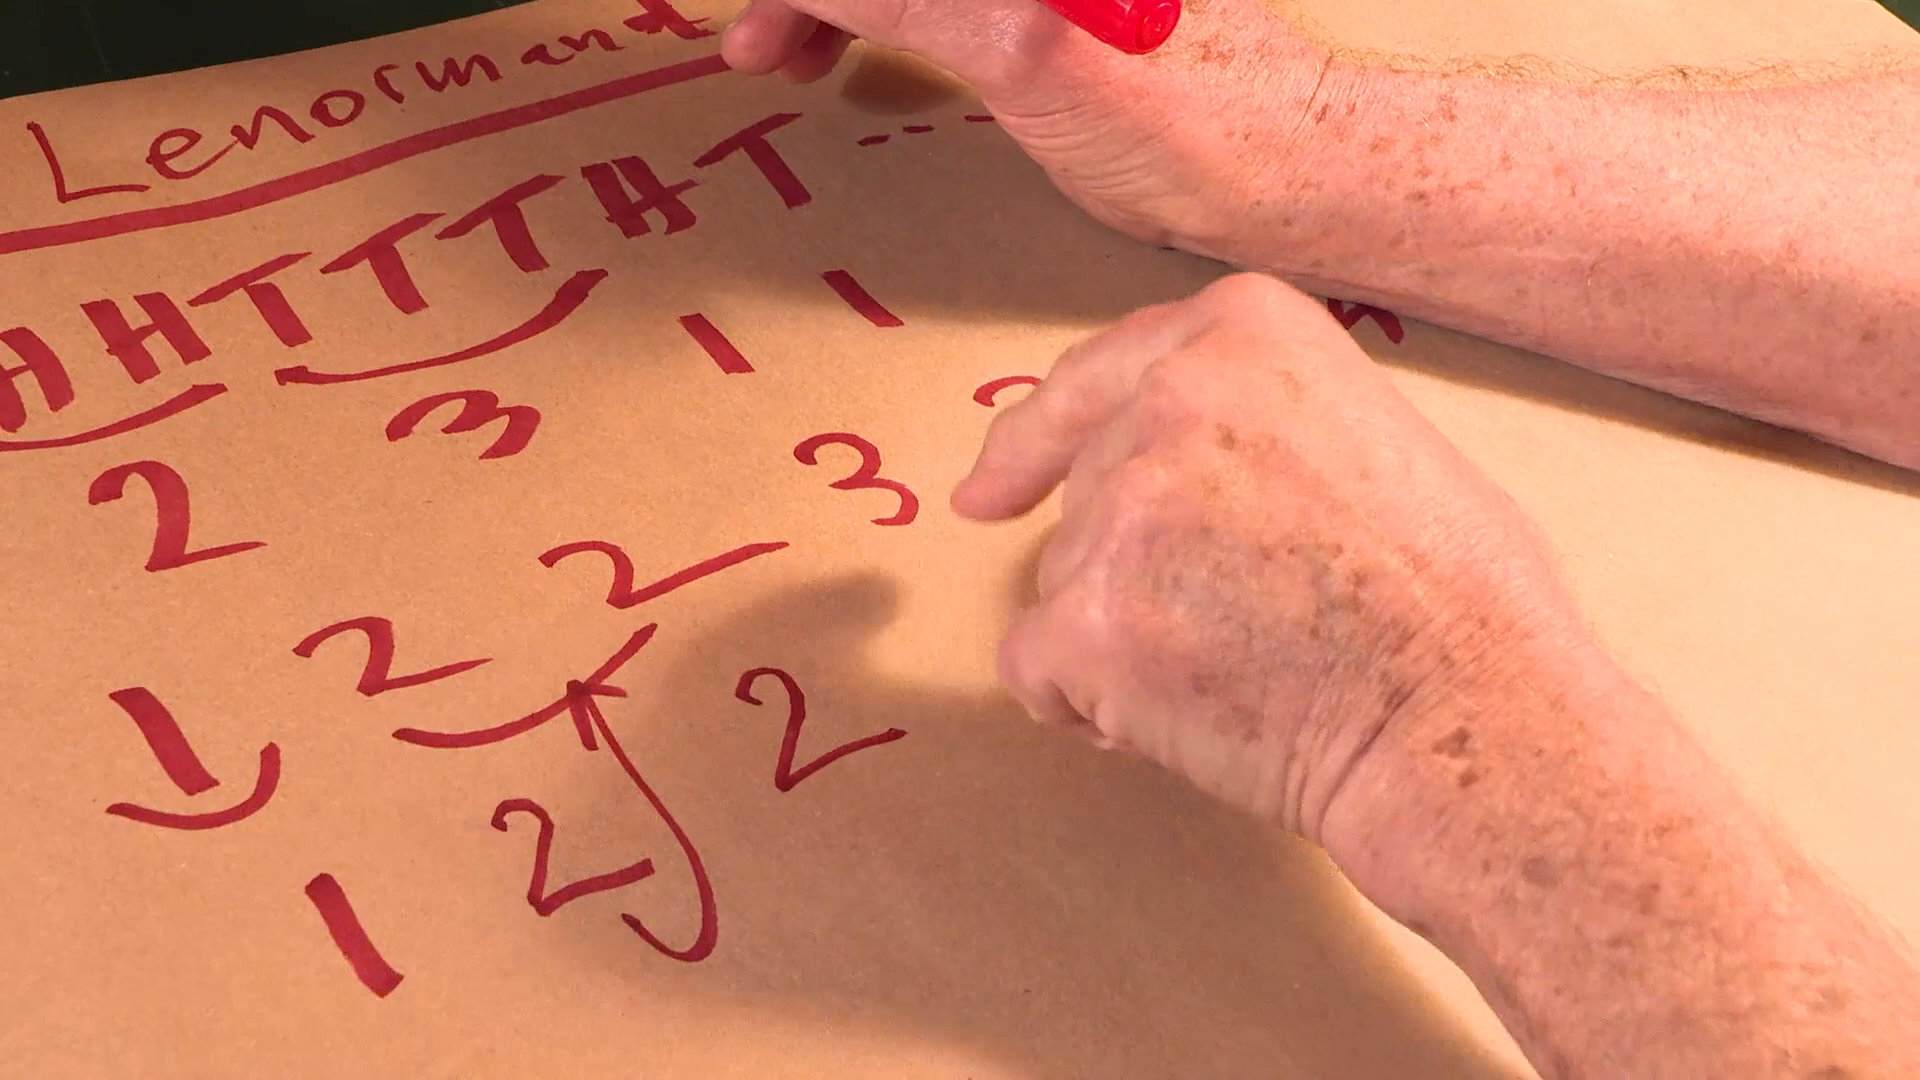 Lenormand
HHTTTHT ---
2 3 1 1
1 2 2 3
1 2 2